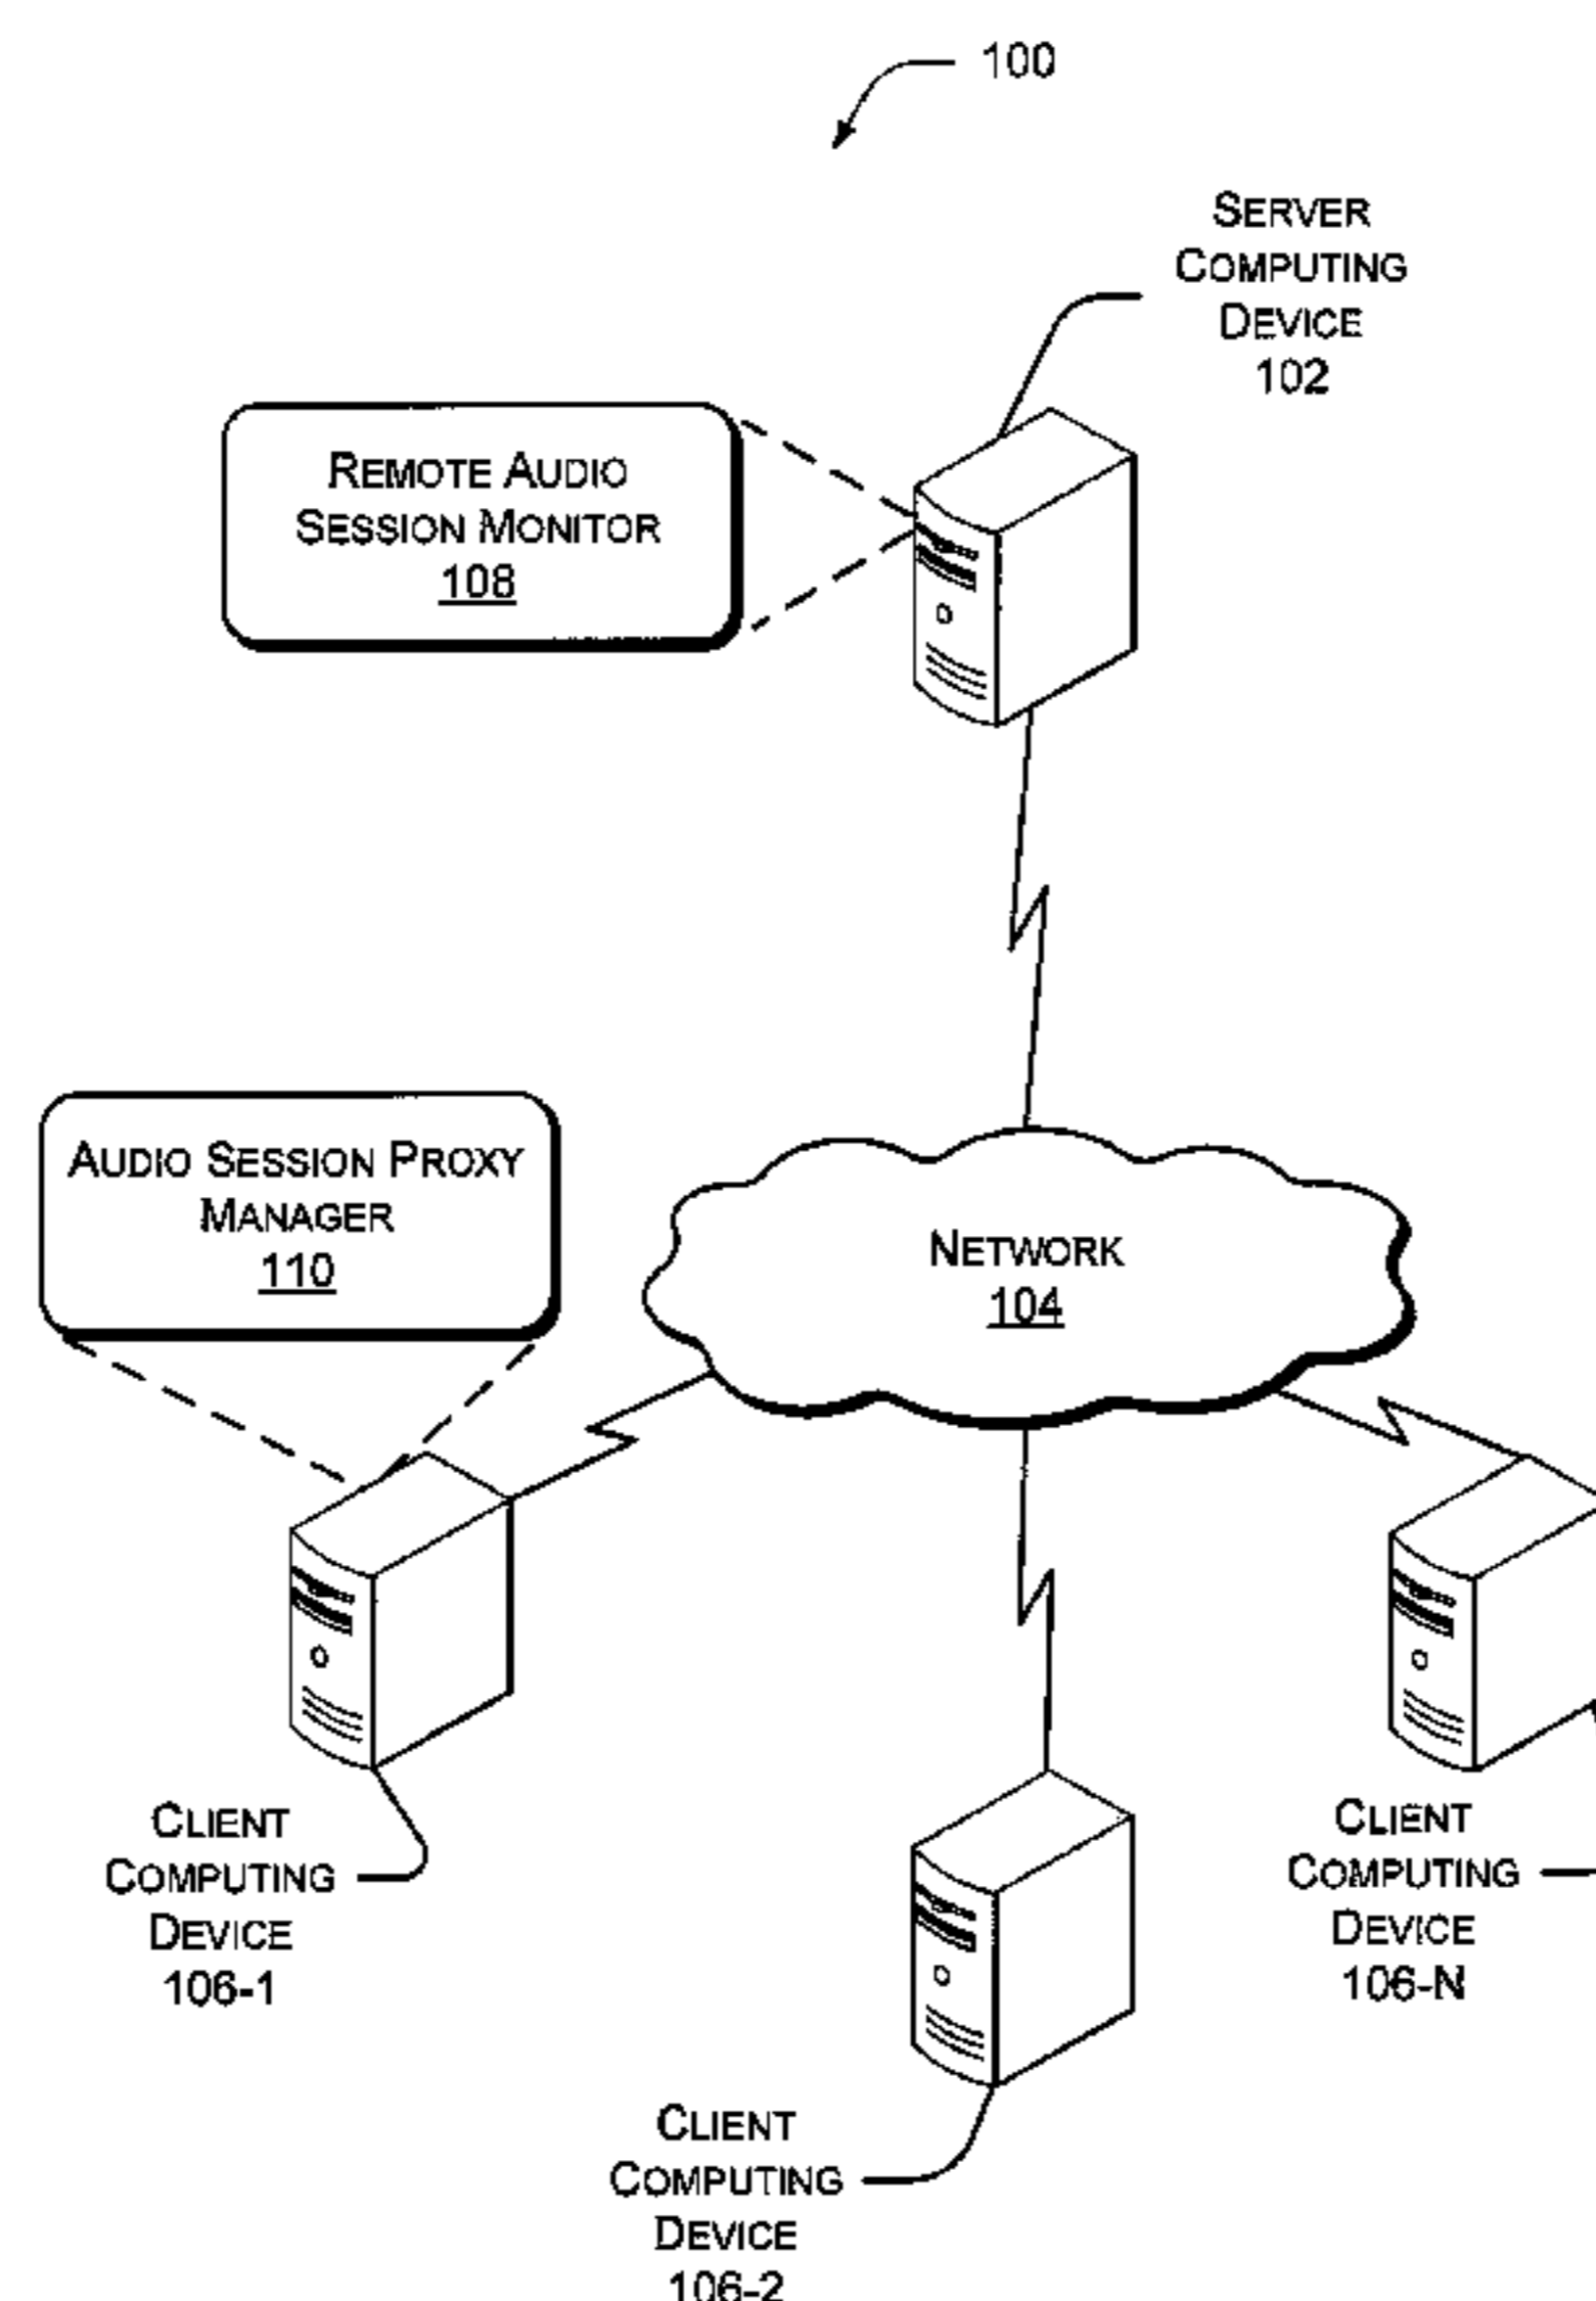 100
SERVER
COMPUTING
DEVICE
102
REMOTE AUDIO
SESSION MONITOR
108
AUDIO SESSION PROXY
MANAGER
110
NETWORK
104
CLIENT
COMPUTING
DEVICE
106-1
CLIENT
COMPUTING
DEVICE
106-N
CLIENT
COMPUTING
DEVICE
106-2